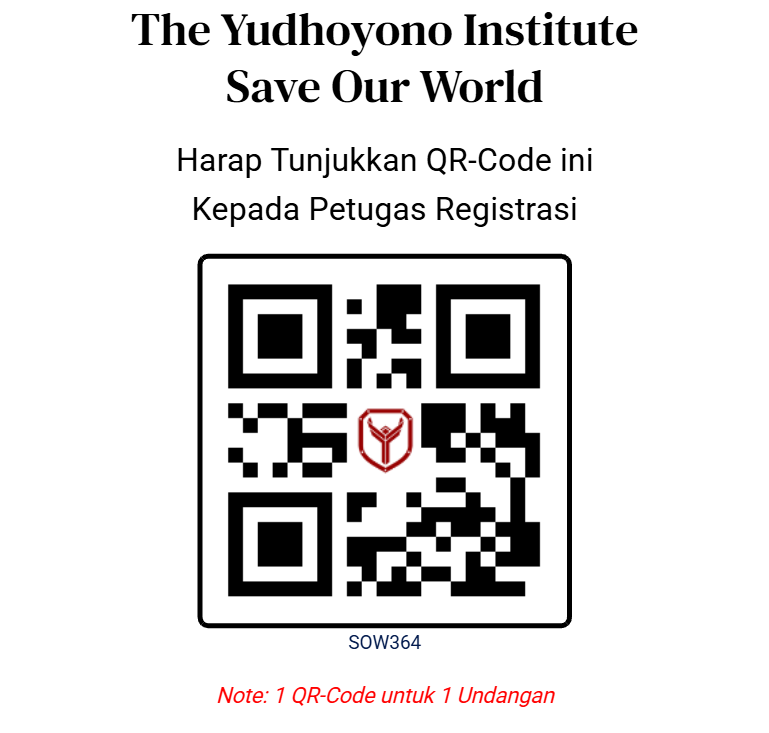 The Yudhoyono Institute
Save Our World
Harap Tunjukkan QR-Code ini
Kepada Petugas Registrasi
SOW364
Note: 1 QR-Code untuk 1 Undangan